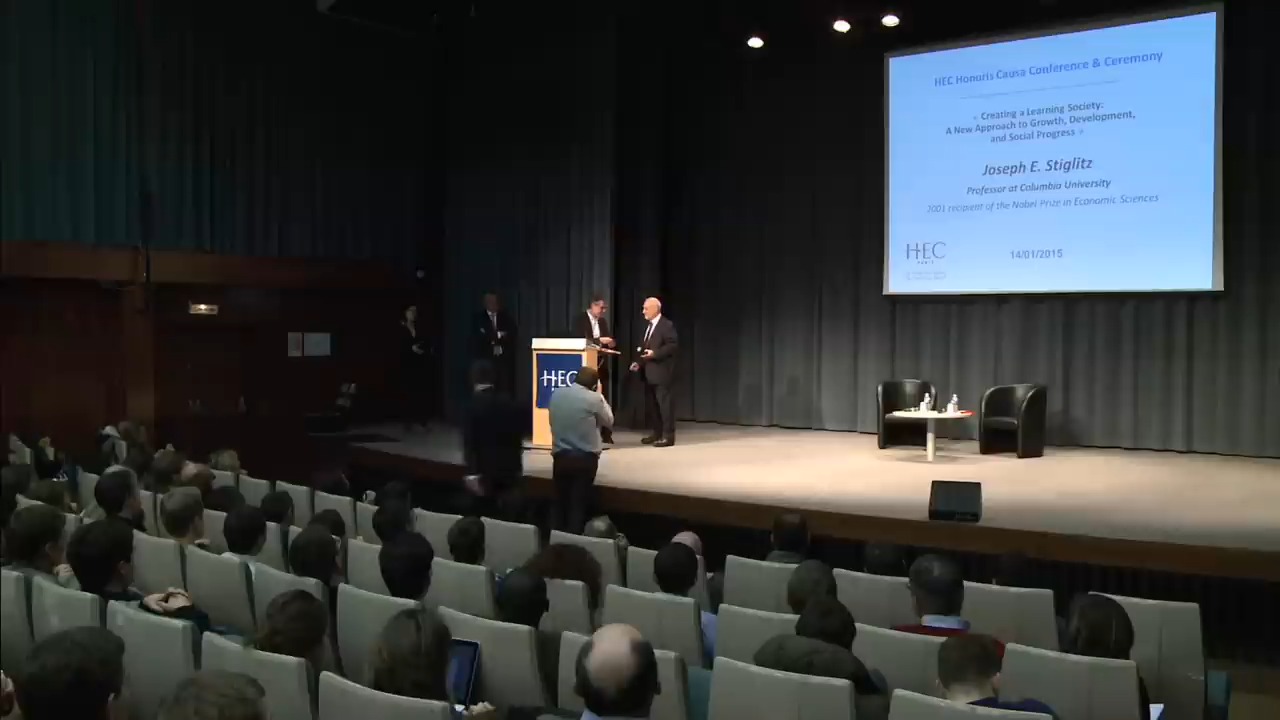 HEC Honoris Causa Conference & Ceremony
« Creating a Learning Society:
A New Approach to Growth, Development,
and Social Progress »
Joseph E. Stiglitz
Professor at Columbia University
2001 recipient of the Nobel Prize in Economic Sciences
HEC
PARIS
14/01/2015
HEC